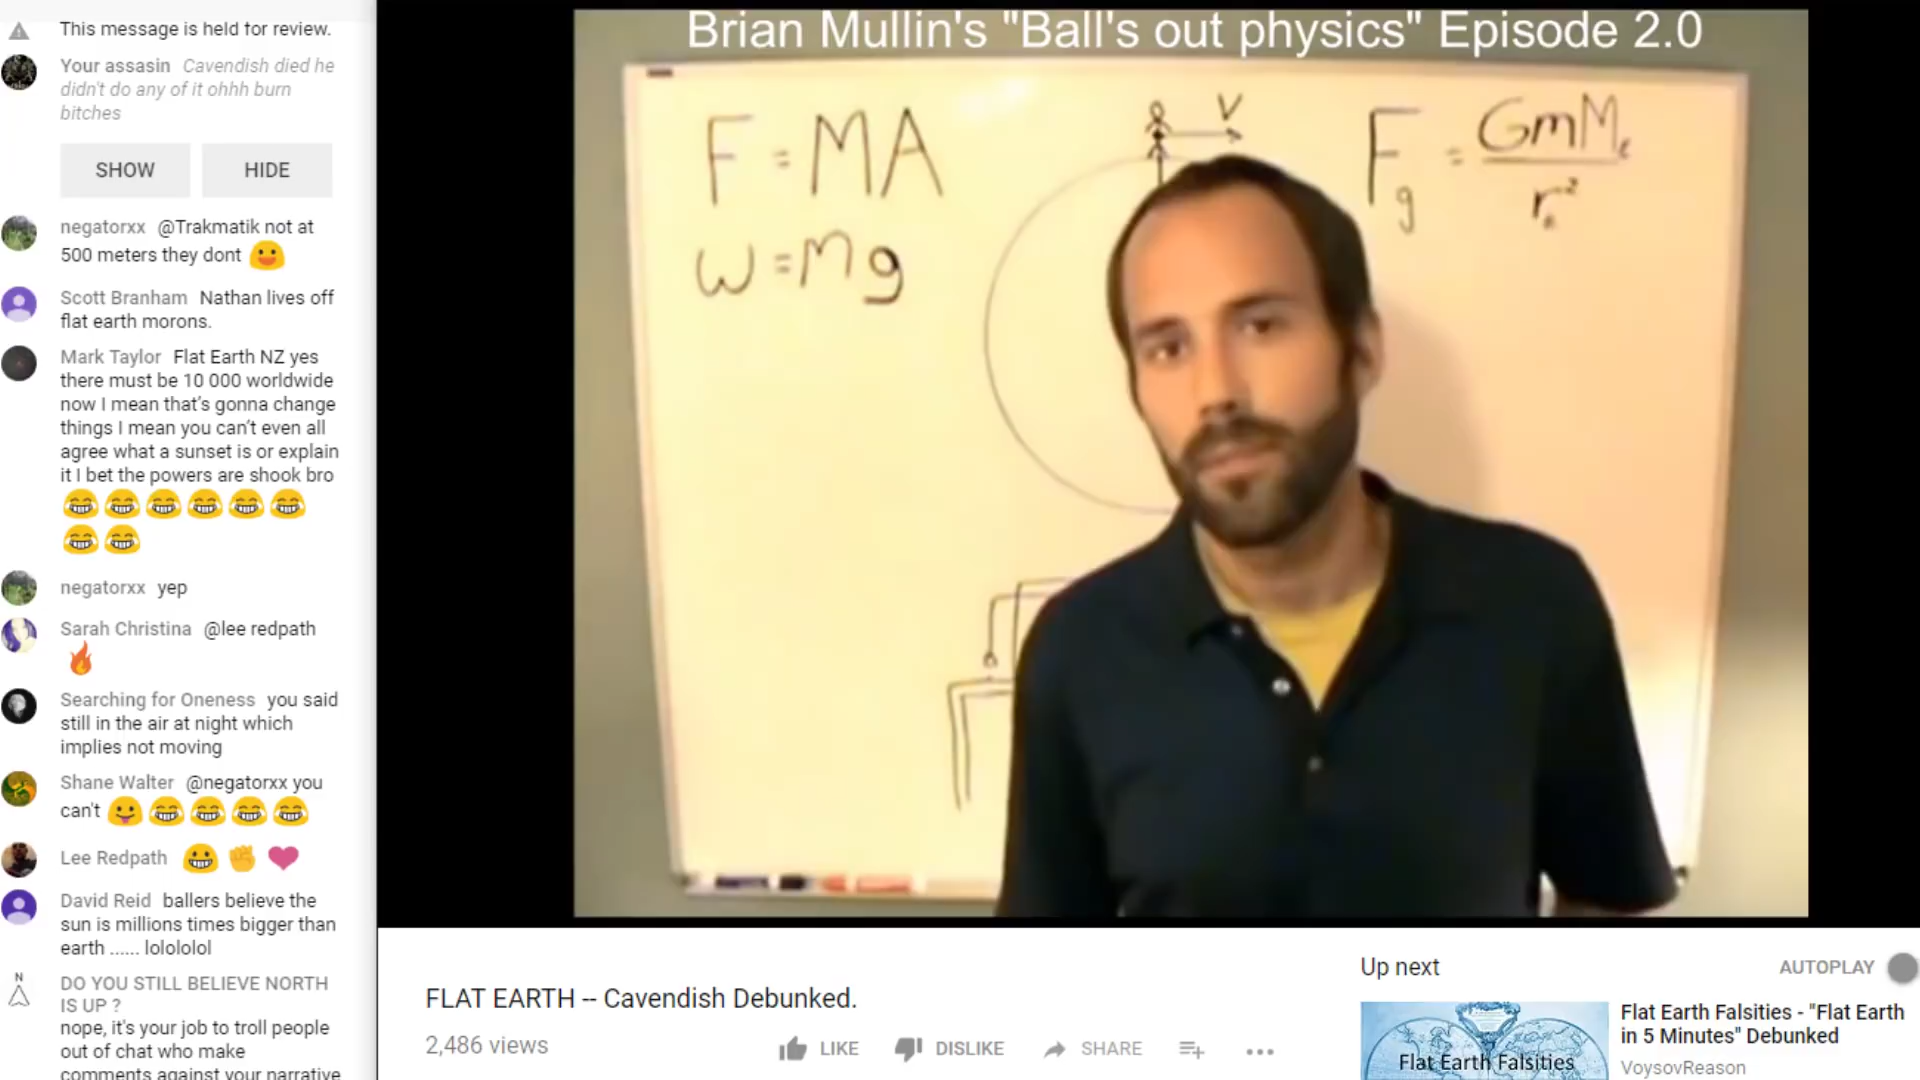 This message is held for review.
Your assasin Cavendish died he
didn't do any of it ohhh burn
bitches
SHOW HIDE
negatorxx @Trakmatik not at
500 meters they dont
Scott Branham Nathan lives off
flat earth morons.
Mark Taylor Flat Earth NZ yes
there must be 10 000 worldwide
now I mean that's gonna change
things I mean you can't even all
agree what a sunset is or explain
it I bet the powers are shook bro
negatorxx yep
Sarah Christina @lee redpath
Searching for Oneness you said
still in the air at night which
implies not moving
Shane Walter @negatorxx you
can't
Lee Redpath
David Reid ballers believe the
sun is millions times bigger than
earth ...... lolololol
N
DO YOU STILL BELIEVE NORTH
IS UP ?
nope, it's your job to troll people
out of chat who make
comments against your narrative
Brian Mullin's "Ball's out physics" Episode 2.0
F = MA
W = Mg
V
Fg = GmMe
r²
FLAT EARTH -- Cavendish Debunked.
2,486 views
LIKE DISLIKE SHARE
Up next AUTOPLAY
Flat Earth Falsities
Flat Earth Falsities - "Flat Earth
in 5 Minutes" Debunked
VoysovReason